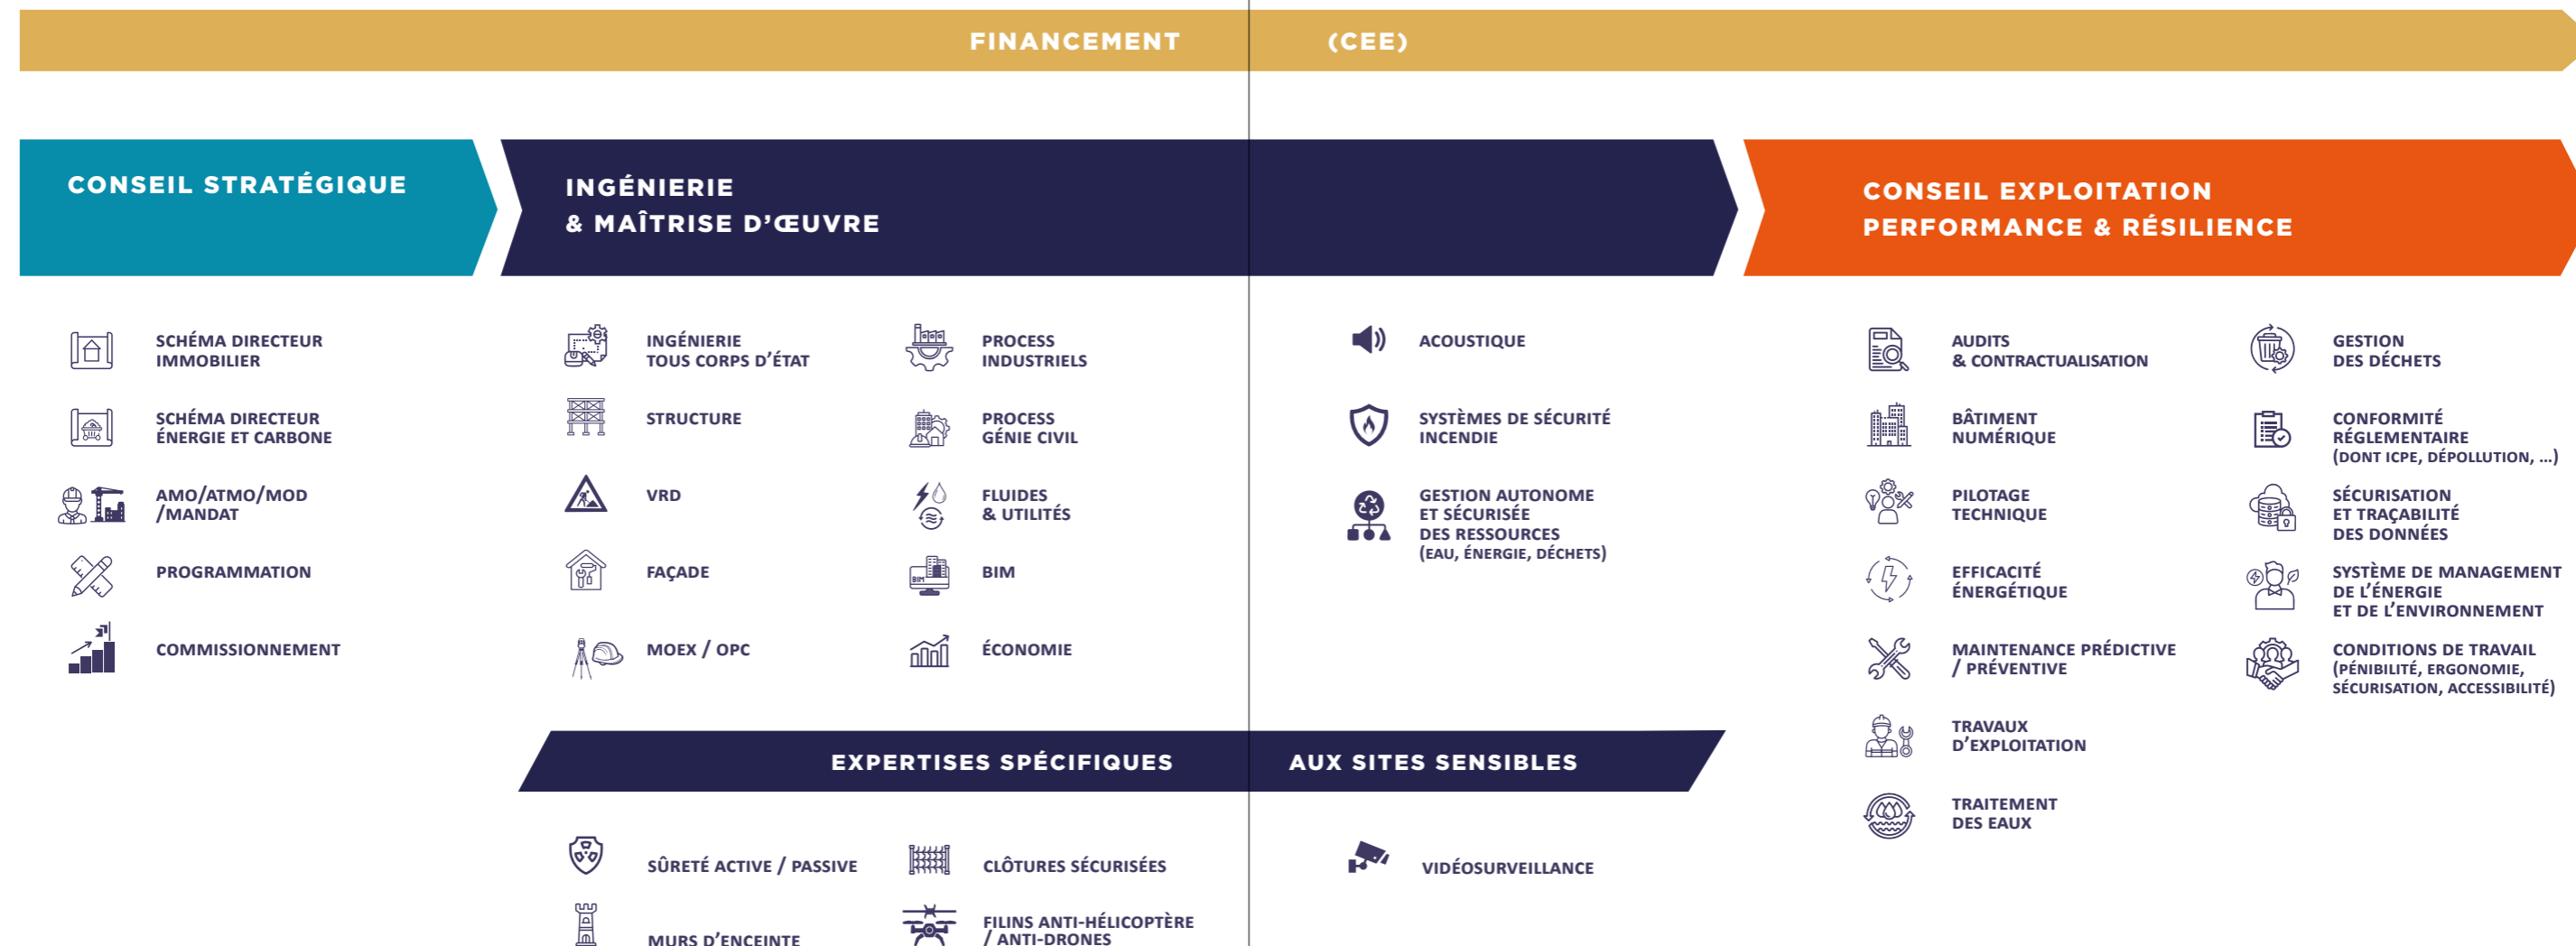 FINANCEMENT (CEE)
CONSEIL STRATÉGIQUE
SCHÉMA DIRECTEUR
IMMOBILIER
SCHÉMA DIRECTEUR
ÉNERGIE ET CARBONE
AMO/ATMO/MOD
/MANDAT
PROGRAMMATION
COMMISSIONNEMENT
INGÉNIERIE
& MAÎTRISE D'ŒUVRE
INGÉNIERIE
TOUS CORPS D'ÉTAT
STRUCTURE
VRD
FAÇADE
MOEX / OPC
PROCESS
INDUSTRIELS
PROCESS
GÉNIE CIVIL
FLUIDES
& UTILITÉS
BIM
BIM
ÉCONOMIE
ACOUSTIQUE
SYSTÈMES DE SÉCURITÉ
INCENDIE
GESTION AUTONOME
ET SÉCURISÉE
DES RESSOURCES
(EAU, ÉNERGIE, DÉCHETS)
EXPERTISES SPÉCIFIQUES AUX SITES SENSIBLES
SÛRETÉ ACTIVE / PASSIVE
MURS D'ENCEINTE
CLÔTURES SÉCURISÉES
FILINS ANTI-HÉLICOPTÈRE
/ ANTI-DRONES
VIDÉOSURVEILLANCE
CONSEIL EXPLOITATION
PERFORMANCE & RÉSILIENCE
AUDITS
& CONTRACTUALISATION
BÂTIMENT
NUMÉRIQUE
PILOTAGE
TECHNIQUE
EFFICACITÉ
ÉNERGÉTIQUE
MAINTENANCE PRÉDICTIVE
/ PRÉVENTIVE
TRAVAUX
D'EXPLOITATION
TRAITEMENT
DES EAUX
GESTION
DES DÉCHETS
CONFORMITÉ
RÉGLEMENTAIRE
(DONT ICPE, DÉPOLLUTION, ...)
SÉCURISATION
ET TRAÇABILITÉ
DES DONNÉES
SYSTÈME DE MANAGEMENT
DE L'ÉNERGIE
ET DE L'ENVIRONNEMENT
CONDITIONS DE TRAVAIL
(PÉNIBILITÉ, ERGONOMIE,
SÉCURISATION, ACCESSIBILITÉ)